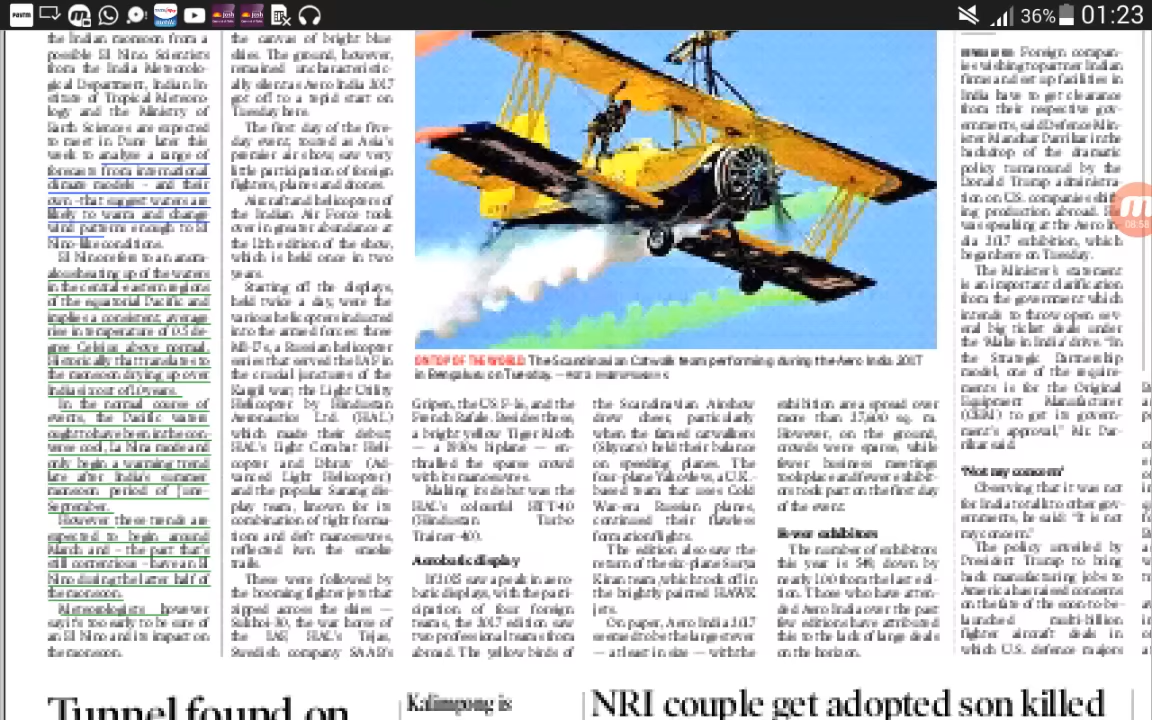 36% 01:23
the Indian monsoon from a
possible El Nino. Scientists
from the India Meteorolo-
gical Department, Indian In-
stitute of Tropical Meteoro-
logy and the Ministry of
Earth Sciences are expected
to meet in Pune later this
week to analyse a range of
forecasts from international
climate models – and their
own –that suggest waters are
likely to warm and change
wind patterns enough to El
Nino-like conditions.
El Nino refers to an anom-
alous heating up of the waters
in the central eastern regions
of the equatorial Pacific and
implies a consistent, average
rise in temperature of 0.5 de-
gree Celsius above normal.
Historically that translates to
the monsoon drying up over
India six out of 10 years.
In the normal course of
events, the Pacific waters
ought to have been in the con-
verse cool, La Nina mode and
only begin a warming trend
late after India's summer
monsoon period of June-
September.
However these trends are
expected to begin around
March and – the part that's
still contentious – have an El
Nino during the latter half of
the monsoon.
Meteorologists however
say it's too early to be sure of
an El Nino and its impact on
the monsoon.
the canvas of bright blue
skies. The ground, however,
remained uncharacteristic-
ally silent as Aero India 2017
got off to a tepid start on
Tuesday here.
The first day of the five-
day event, touted as Asia's
premier air show, saw very
little participation of foreign
fighters, planes and drones.
Aircraft and helicopters of
the Indian Air Force took
over in greater abundance at
the 11th edition of the show,
which is held once in two
years.
Starting off the displays,
held twice a day, were the
various helicopters inducted
into the armed forces: three
MI-17s, a Russian helicopter
series that served the IAF in
the crucial junctures of the
Kargil war; the Light Utility
Helicopter by Hindustan
Aeronautics Ltd. (HAL)
which made their debut;
HAL's Light Combat Heli-
copter and Dhruv (Ad-
vanced Light Helicopter)
and the popular Sarang dis-
play team, known for its
combination of tight forma-
tions and deft manoeuvres,
reflected in the smoke
trails.
These were followed by
the booming fighter jets that
zipped across the skies —
Sukhoi-30, the war horse of
the IAF, HAL's Tejas,
Swedish company SAAB's
ON TOP OF THE WORLD: The Scandinavian Catwalk team performing during the Aero India 2017
in Bengaluru on Tuesday.
Gripen, the US F-16, and the
French Rafale. Besides these,
a bright yellow Tiger Moth
— a 1930s biplane — en-
thralled the sparse crowd
with its manoeuvres.
Making its debut was the
HAL's colourful HTT-40
(Hindustan Turbo
Trainer-40).
Aerobatic display
If 2015 saw a peak in aero-
batic displays, with the parti-
cipation of four foreign
teams, the 2017 edition saw
two professional teams from
abroad. The yellow birds of
the Scandinavian Airshow
drew cheer, particularly
when the famed catwalkers
(Skycats) held their balance
on speeding planes. The
four-plane Yakovlevs, a U.K.-
based team that uses Cold
War-era Russian planes,
continued their flawless
formation flights.
The edition also saw the
return of the six-plane Surya
Kiran team, which took off in
the brightly painted HAWK
jets.
On paper, Aero India 2017
seemed to be the largest ever
— at least in size — with the
exhibition area spread over
more than 27,600 sq. m.
However, on the ground,
crowds were sparse, while
fewer business meetings
took place and fewer exhibit-
ors took part on the first day
of the event.
Fewer exhibitors
The number of exhibitors
this year is 549, down by
nearly 100 from the last edi-
tion. Those who have atten-
ded Aero India over the past
few editions have attributed
this to the lack of large deals
on the horizon.
Foreign compan-
ies wishing to partner Indian
firms and set up facilities in
India have to get clearance
from their respective gov-
ernments, said Defence Min-
ister Manohar Parrikar in the
backdrop of the dramatic
policy turnaround by the
Donald Trump administra-
tion on U.S. companies shift-
ing production abroad. He
was speaking at the Aero In-
dia 2017 exhibition, which
began here on Tuesday.
The Minister's statement
is an important clarification
from the government which
intends to throw open sev-
eral big ticket deals under
the 'Make in India' drive. "In
the Strategic Partnership
model, one of the require-
ments is for the Original
Equipment Manufacturer
(OEM) to get its govern-
ment's approval," Mr. Par-
rikar said.
'Not my concern'
Observing that it was not
for India to talk to other gov-
ernments, he said: "It is not
my concern."
The policy unveiled by
President Trump to bring
back manufacturing jobs to
America has raised concerns
on the fate of the soon-to-be-
launched multi-billion
fighter aircraft deals in
which U.S. defence majors
Tunnel found on
Kalimpong is
NRI couple get adopted son killed